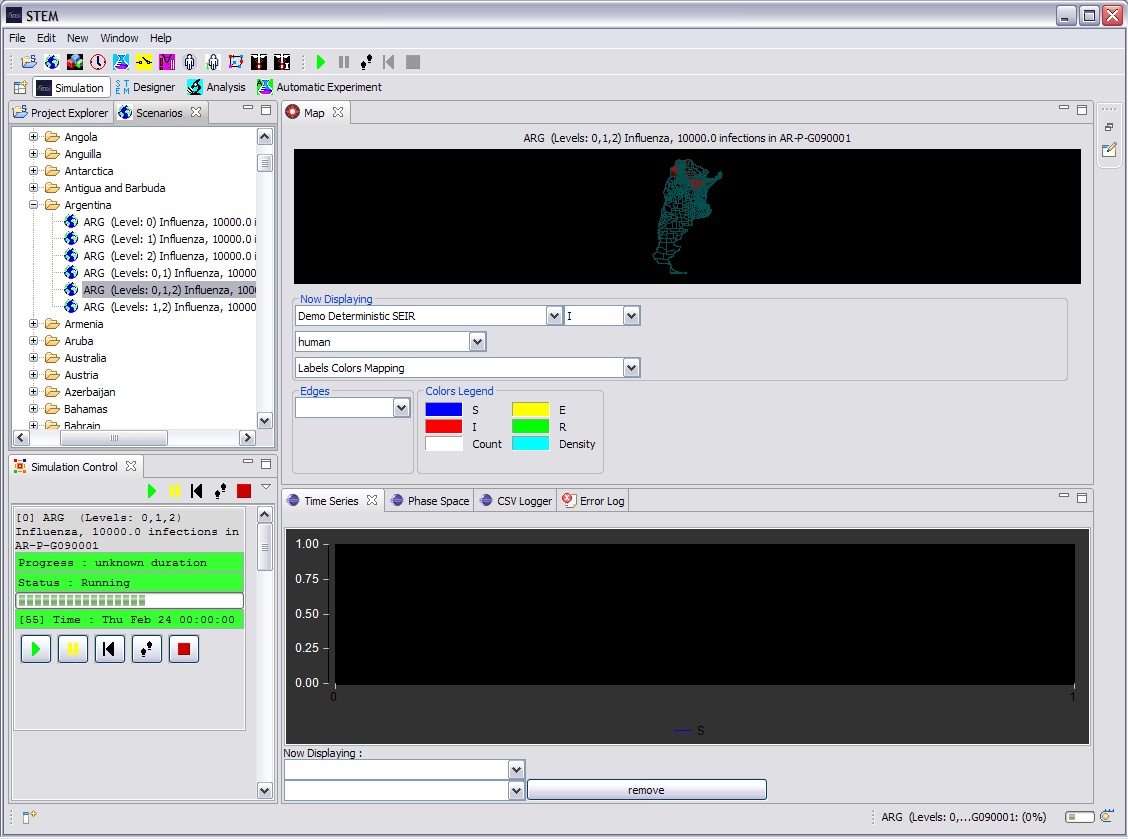 STEM
File Edit New Window Help
Simulation STEM Designer Analysis Automatic Experiment
Project Explorer Scenarios
Angola
Anguilla
Antarctica
Antigua and Barbuda
Argentina
ARG (Level: 0) Influenza, 10000.0 i
ARG (Level: 1) Influenza, 10000.0 i
ARG (Level: 2) Influenza, 10000.0 i
ARG (Levels: 0,1) Influenza, 10000
ARG (Levels: 0,1,2) Influenza, 100
ARG (Levels: 1,2) Influenza, 10000
Armenia
Aruba
Australia
Austria
Azerbaijan
Bahamas
Bahrain
Map
ARG (Levels: 0,1,2) Influenza, 10000.0 infections in AR-P-G090001
Now Displaying
Demo Deterministic SEIR I
human
Labels Colors Mapping
Edges
Colors Legend
S E
I R
Count Density
Simulation Control
[0] ARG (Levels: 0,1,2)
Influenza, 10000.0 infections in
AR-P-G090001
Progress : unknown duration
Status : Running
[55] Time : Thu Feb 24 00:00:00
Time Series Phase Space CSV Logger Error Log
1.00
0.75
0.50
0.25
0.00
0 1
S
Now Displaying :
remove
ARG (Levels: 0,...G090001: (0%)